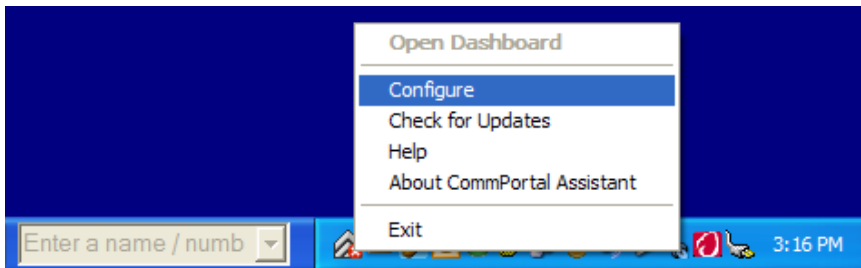 Open Dashboard
Configure
Check for Updates
Help
About CommPortal Assistant
Exit
Enter a name / numb
3:16 PM